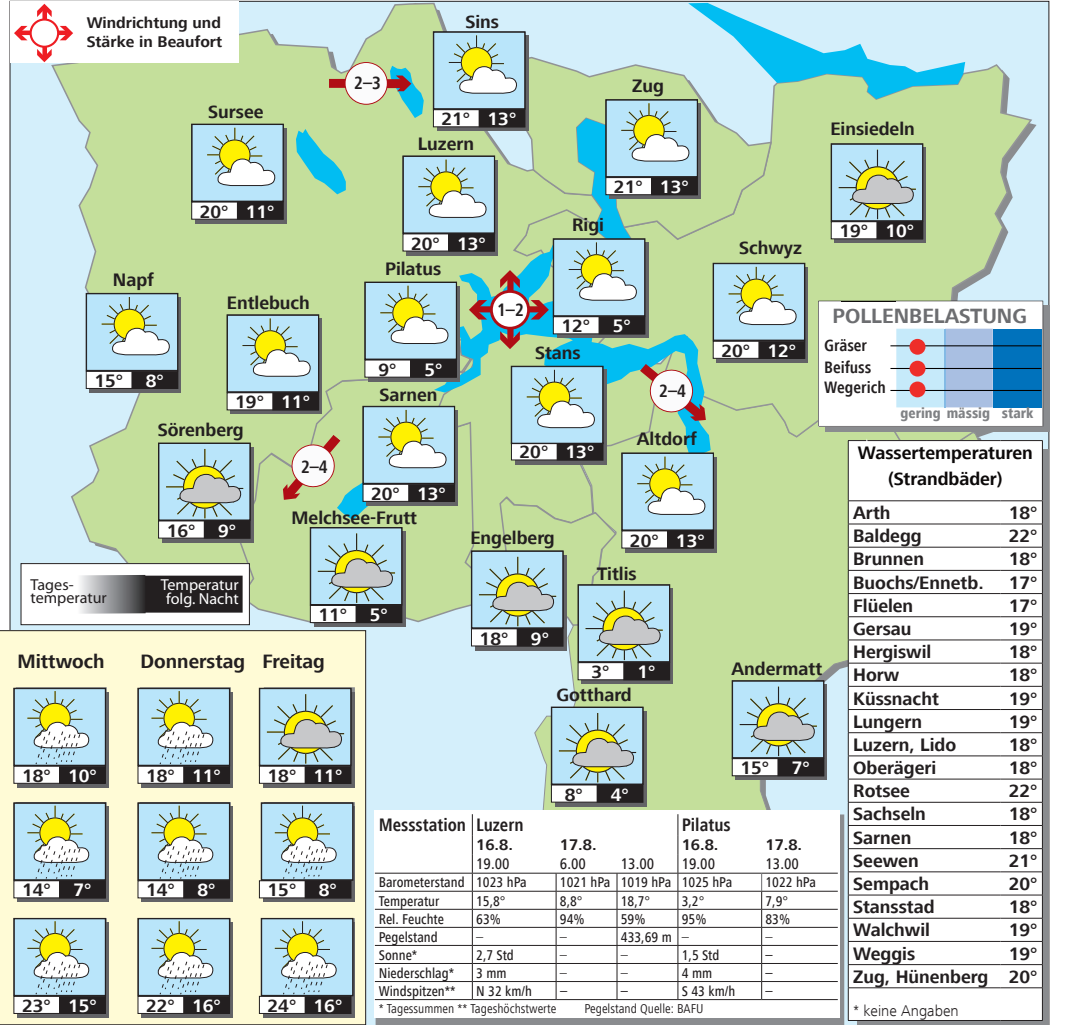 Windrichtung und
Stärke in Beaufort
Sins
21° 13°
2–3
Zug
21° 13°
Sursee
20° 11°
Luzern
20° 13°
Einsiedeln
19° 10°
Rigi
12° 5°
Schwyz
20° 12°
Pilatus
9° 5°
1–2
Napf
15° 8°
Entlebuch
19° 11°
Stans
20° 13°
2–4
Sarnen
20° 13°
Altdorf
20° 13°
Sörenberg
16° 9°
2–4
Melchsee-Frutt
11° 5°
Engelberg
18° 9°
Titlis
3° 1°
Gotthard
8° 4°
Andermatt
15° 7°
POLLENBELASTUNG
Gräser
Beifuss
Wegerich
gering mässig stark
Tages-
temperatur
Temperatur
folg. Nacht
Mittwoch Donnerstag Freitag
18° 10° 18° 11° 18° 11°
14° 7° 14° 8° 15° 8°
23° 15° 22° 16° 24° 16°
Messstation Luzern Pilatus
16.8. 17.8. 16.8. 17.8.
19.00 6.00 13.00 19.00 13.00
Barometerstand 1023 hPa 1021 hPa 1019 hPa 1025 hPa 1022 hPa
Temperatur 15,8° 8,8° 18,7° 3,2° 7,9°
Rel. Feuchte 63% 94% 59% 95% 83%
Pegelstand – – 433,69 m – –
Sonne* 2,7 Std – – 1,5 Std –
Niederschlag* 3 mm – – 4 mm –
Windspitzen** N 32 km/h – – S 43 km/h –
* Tagessummen ** Tageshöchstwerte Pegelstand Quelle: BAFU
Wassertemperaturen
(Strandbäder)
Arth 18°
Baldegg 22°
Brunnen 18°
Buochs/Ennetb. 17°
Flüelen 17°
Gersau 19°
Hergiswil 18°
Horw 18°
Küssnacht 19°
Lungern 19°
Luzern, Lido 18°
Oberägeri 18°
Rotsee 22°
Sachseln 18°
Sarnen 18°
Seewen 21°
Sempach 20°
Stansstad 18°
Walchwil 19°
Weggis 19°
Zug, Hünenberg 20°
* keine Angaben